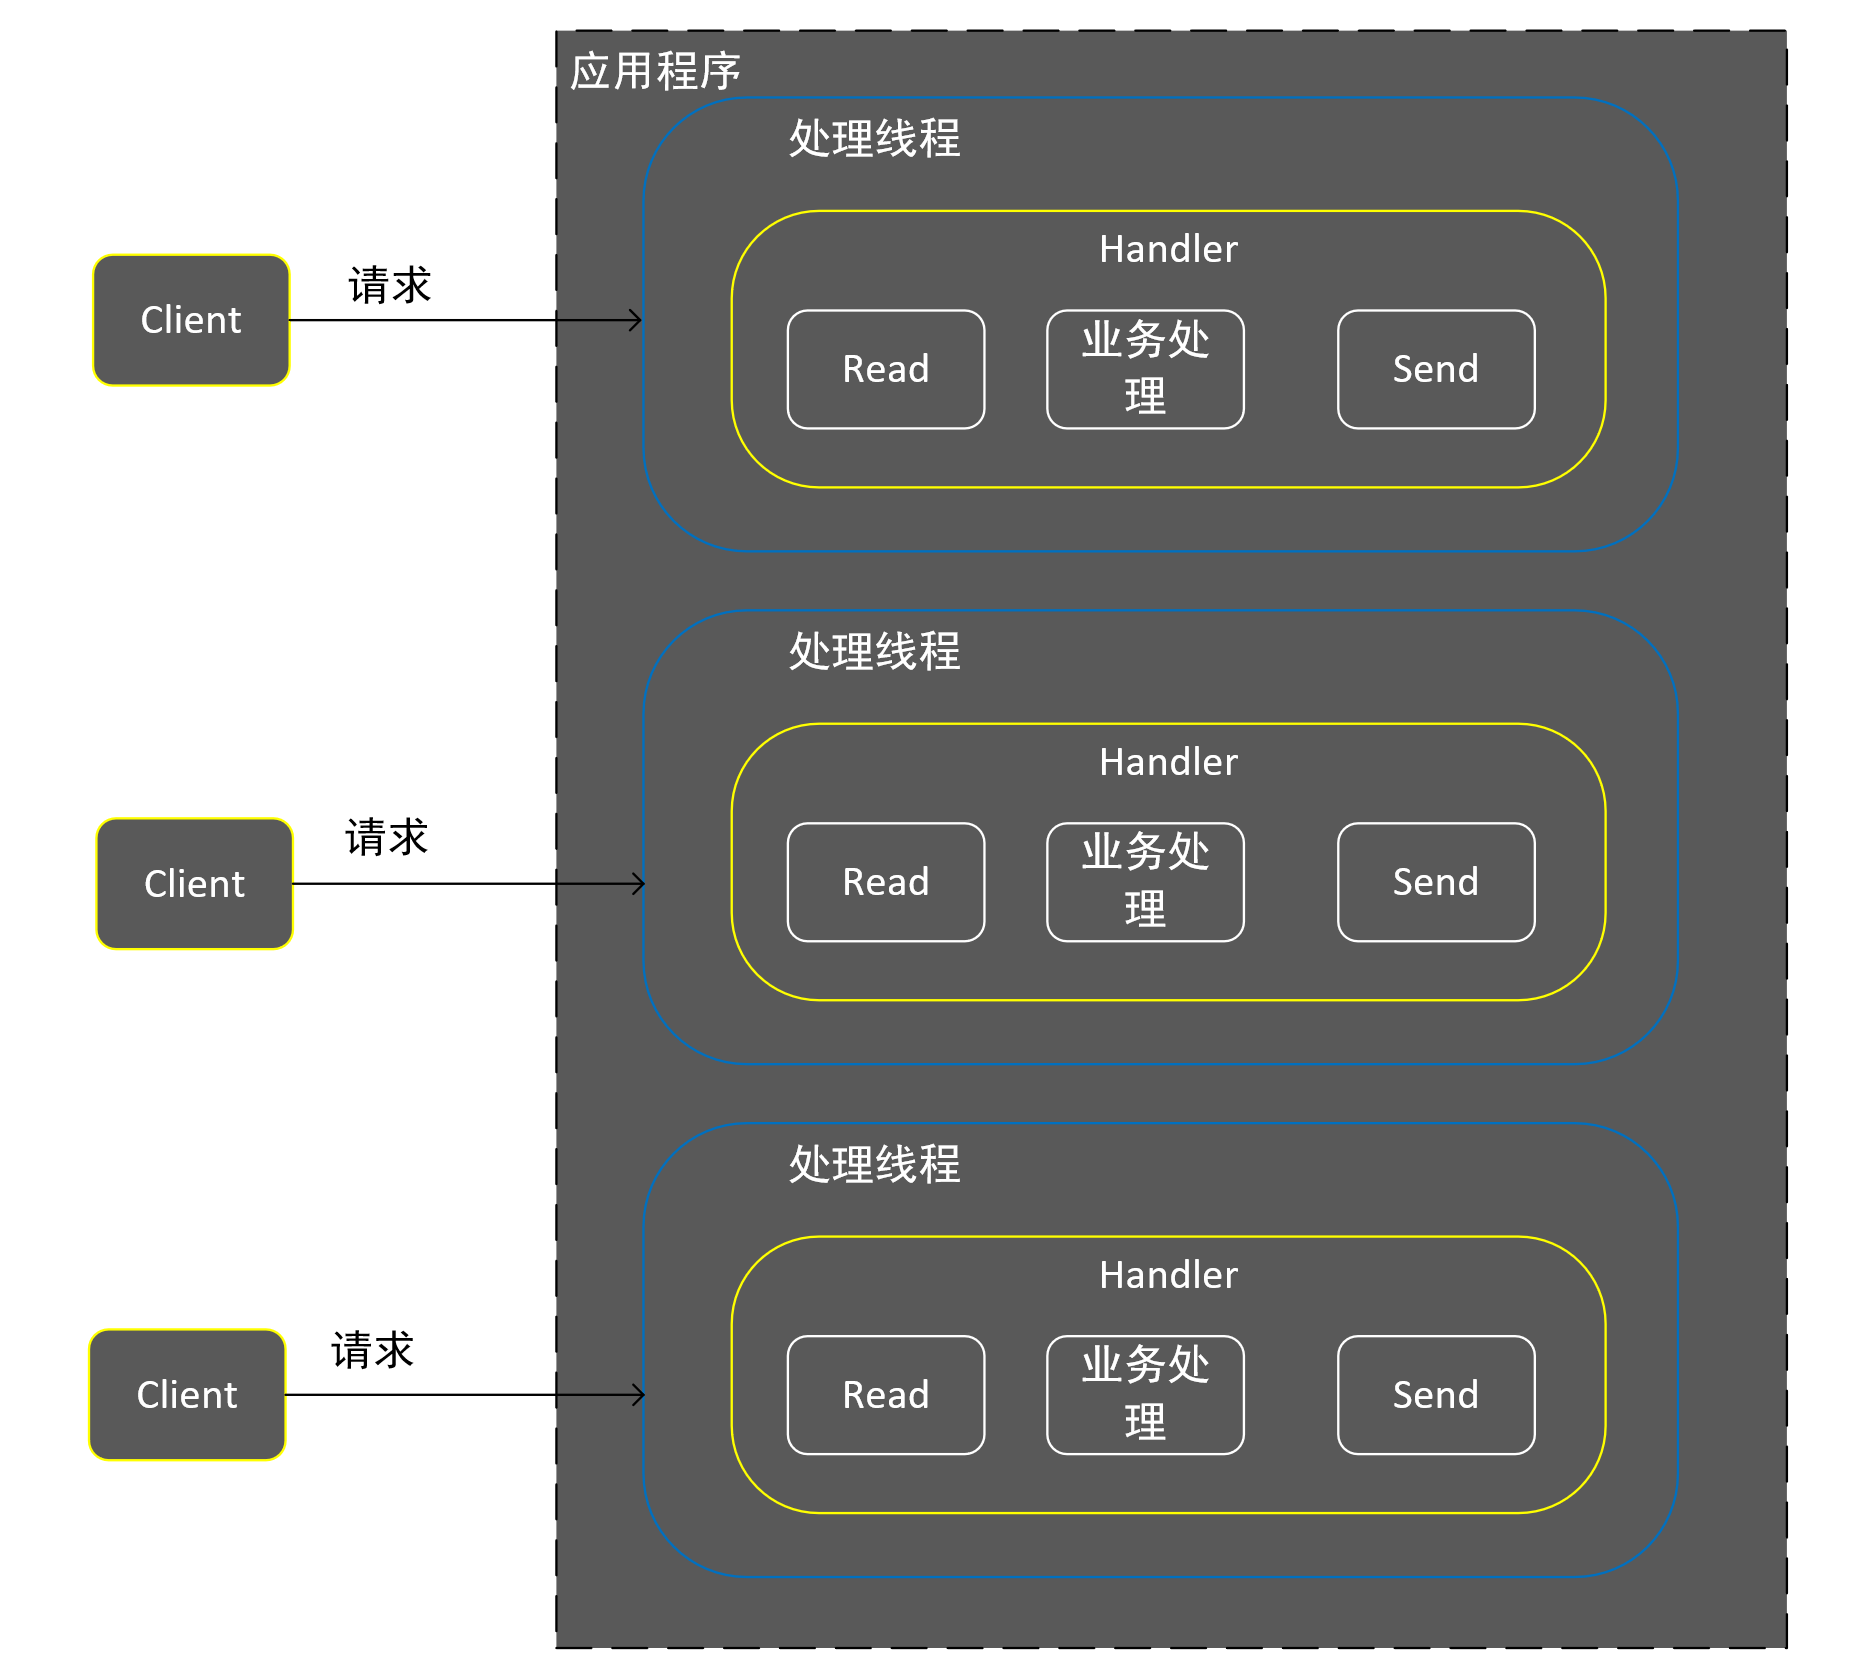 应用程序
处理线程
Handler
Client
请求
Read
业务处
理
Send
处理线程
Handler
Client
请求
Read
业务处
理
Send
处理线程
Handler
Client
请求
Read
业务处
理
Send